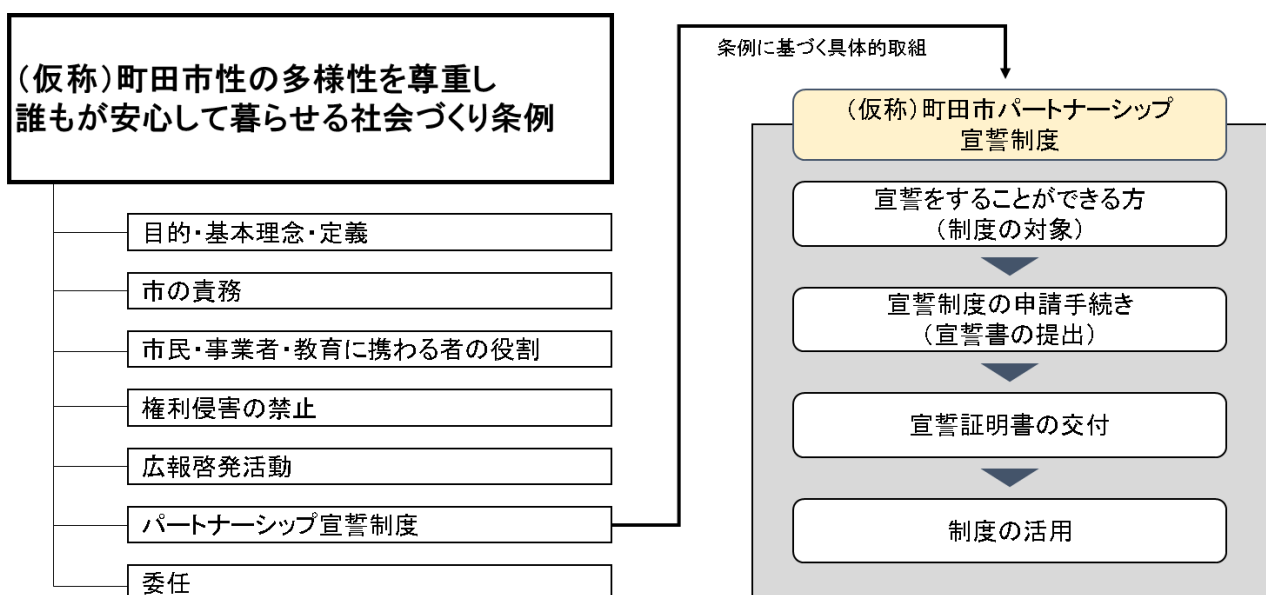 (仮称)町田市性の多様性を尊重し
誰もが安心して暮らせる社会づくり条例
目的・基本理念・定義
市の責務
市民・事業者・教育に携わる者の役割
権利侵害の禁止
広報啓発活動
パートナーシップ宣誓制度
委任
条例に基づく具体的取組
(仮称)町田市パートナーシップ
宣誓制度
宣誓をすることができる方
(制度の対象)
宣誓制度の申請手続き
(宣誓書の提出)
宣誓証明書の交付
制度の活用